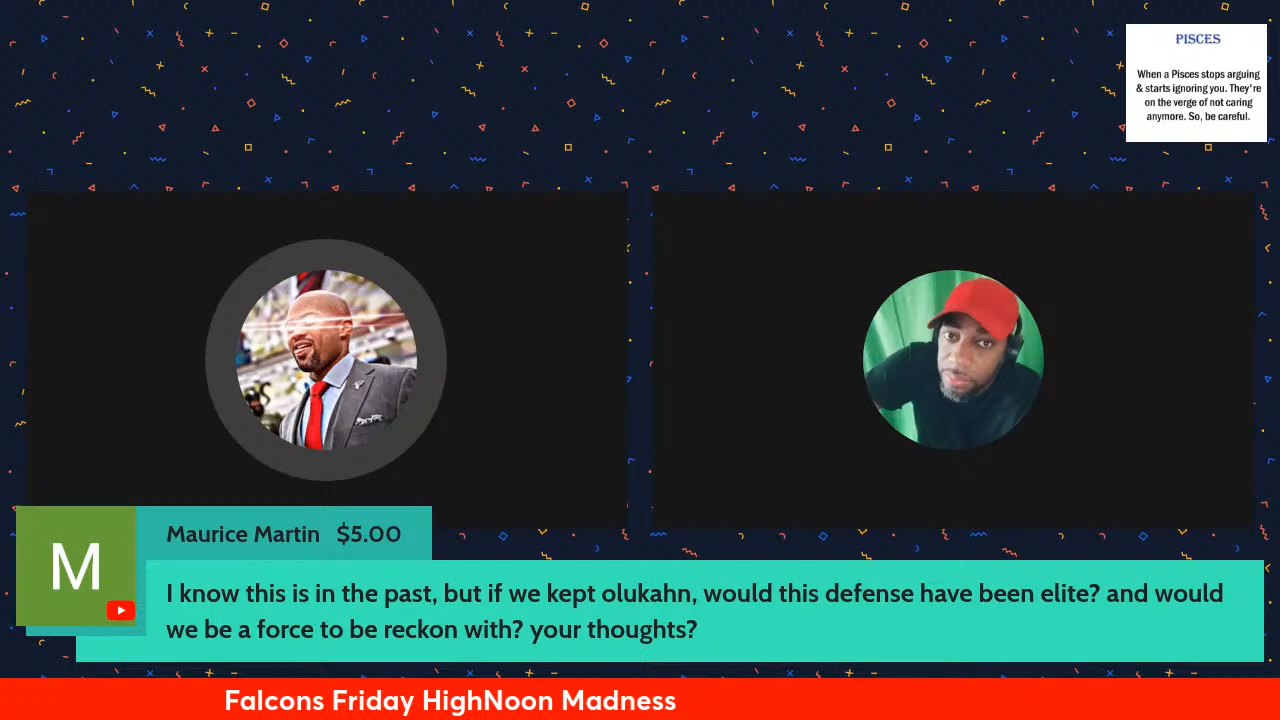 PISCES
When a Pisces stops arguing
& starts ignoring you. They're
on the verge of not caring
anymore. So, be careful.
M
Maurice Martin $5.00
I know this is in the past, but if we kept olukahn, would this defense have been elite? and would
we be a force to be reckon with? your thoughts?
Falcons Friday HighNoon Madness